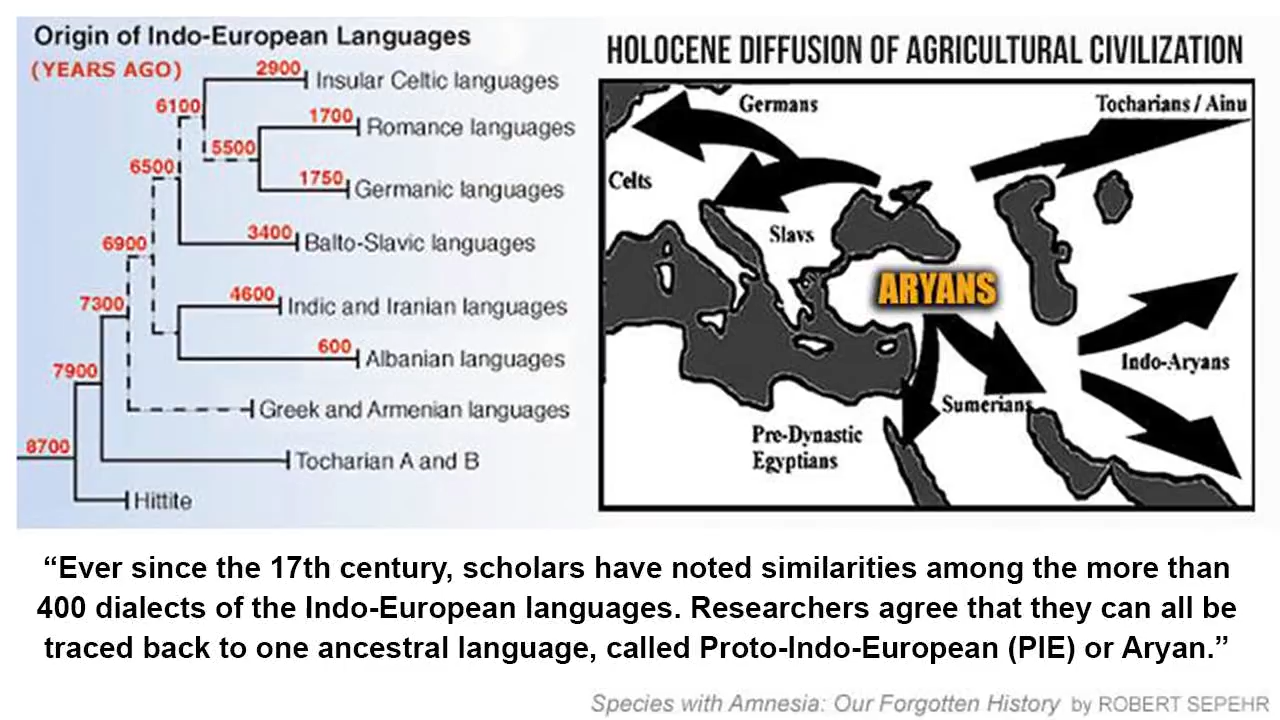 Origin of Indo-European Languages
(YEARS AGO)
2900
Insular Celtic languages
6100
1700
Romance languages
5500
6500
1750
Germanic languages
3400
Balto-Slavic languages
6900
4600
Indic and Iranian languages
7300
600
Albanian languages
7900
Greek and Armenian languages
8700
Tocharian A and B
Hittite
HOLOCENE DIFFUSION OF AGRICULTURAL CIVILIZATION
Germans
Tocharians / Ainu
Celts
Slavs
ARYANS
Indo-Aryans
Sumerians
Pre-Dynastic
Egyptians
“Ever since the 17th century, scholars have noted similarities among the more than
400 dialects of the Indo-European languages. Researchers agree that they can all be
traced back to one ancestral language, called Proto-Indo-European (PIE) or Aryan.”
Species with Amnesia: Our Forgotten History by ROBERT SEPEHR